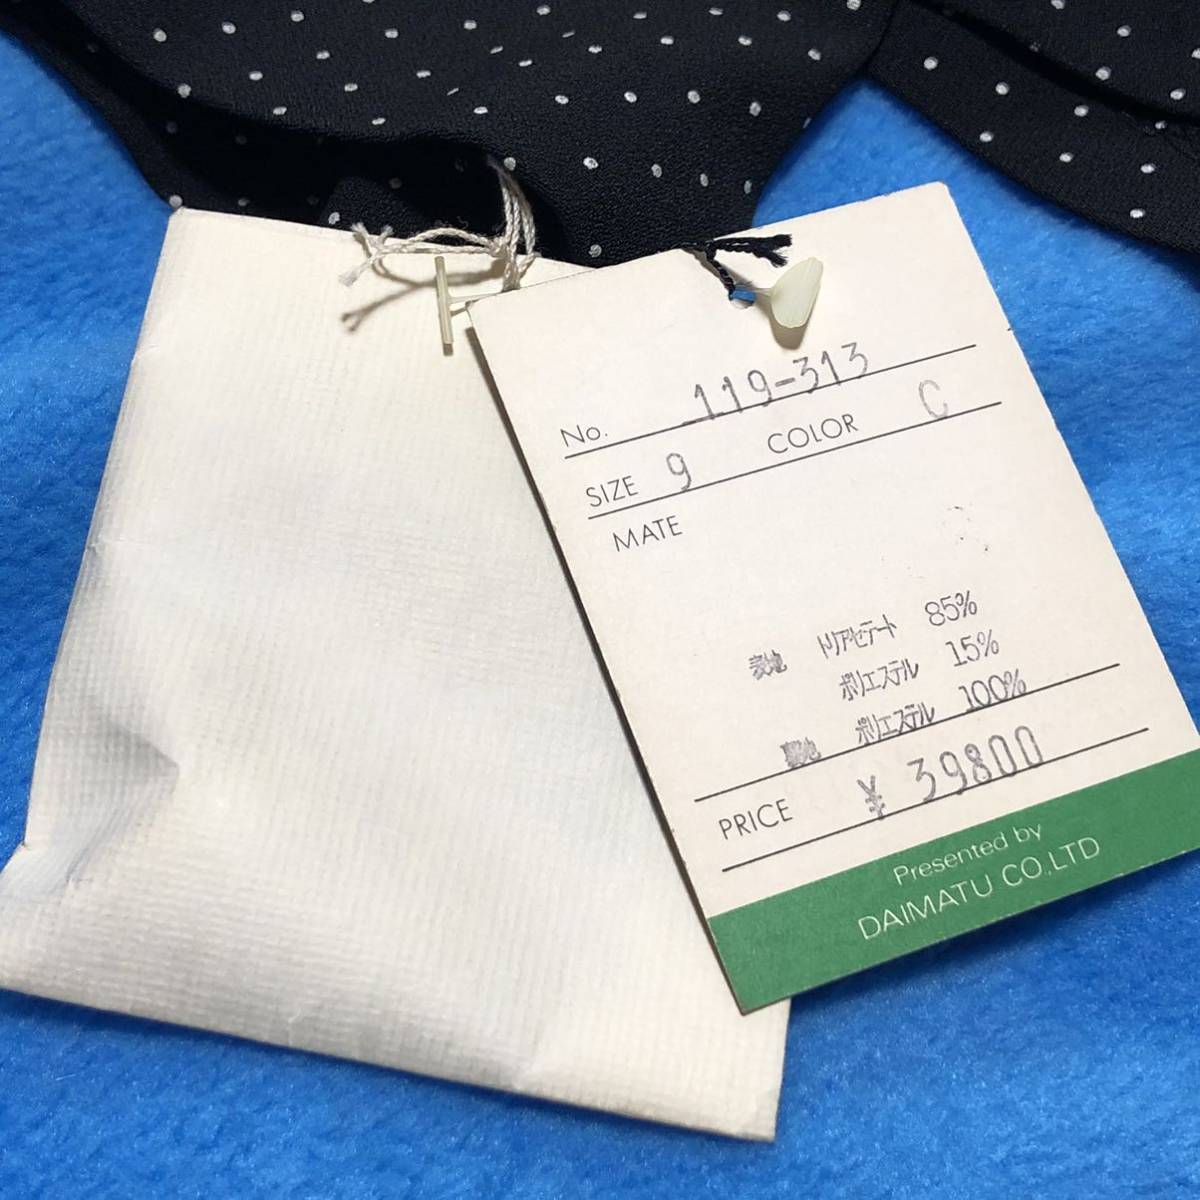 No. 119-313
SIZE 9 COLOR C
MATE
表地 トリアセテート 85%
ポリエステル 15%
裏地 ポリエステル 100%
PRICE ¥39800
Presented by
DAIMATU CO.,LTD